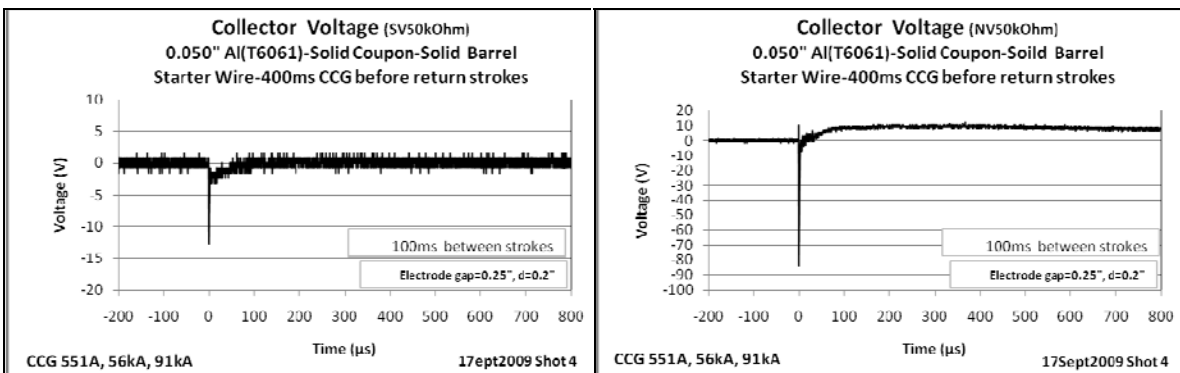 Collector Voltage (SV50kOhm)
0.050" Al(T6061)-Solid Coupon-Solid Barrel
Starter Wire-400ms CCG before return strokes
10
5
0
-5
-10
-15
-20
Voltage (V)
100ms between strokes
Electrode gap=0.25", d=0.2"
-200 -100 0 100 200 300 400 500 600 700 800
Time (µs)
CCG 551A, 56kA, 91kA
17ept2009 Shot 4
Collector Voltage (NV50kOhm)
0.050" Al(T6061)-Solid Coupon-Soild Barrel
Starter Wire-400ms CCG before return strokes
20
10
0
-10
-20
-30
-40
-50
-60
-70
-80
-90
-100
Voltage (V)
100ms between strokes
Electrode gap=0.25", d=0.2"
-200 -100 0 100 200 300 400 500 600 700 800
Time (µs)
CCG 551A, 56kA, 91kA
17Sept2009 Shot 4